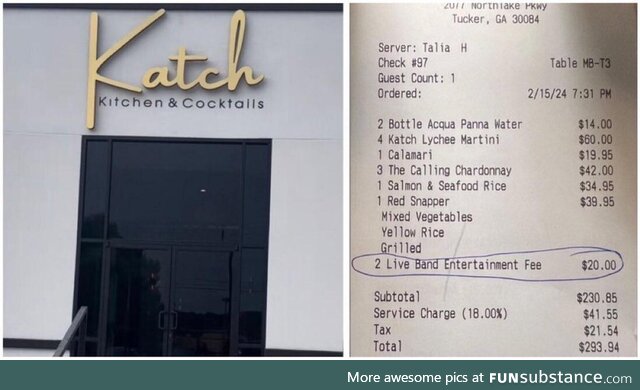 Katch
Kitchen & Cocktails
2077 Northlake Pkwy
Tucker, GA 30084
Server: Talia H
Check #97 Table MB-T3
Guest Count: 1
Ordered: 2/15/24 7:31 PM
2 Bottle Acqua Panna Water $14.00
4 Katch Lychee Martini $60.00
1 Calamari $19.95
3 The Calling Chardonnay $42.00
1 Salmon & Seafood Rice $34.95
1 Red Snapper $39.95
Mixed Vegetables
Yellow Rice
Grilled
2 Live Band Entertainment Fee $20.00
Subtotal $230.85
Service Charge (18.00%) $41.55
Tax $21.54
Total $293.94
More awesome pics at FUNsubstance.com